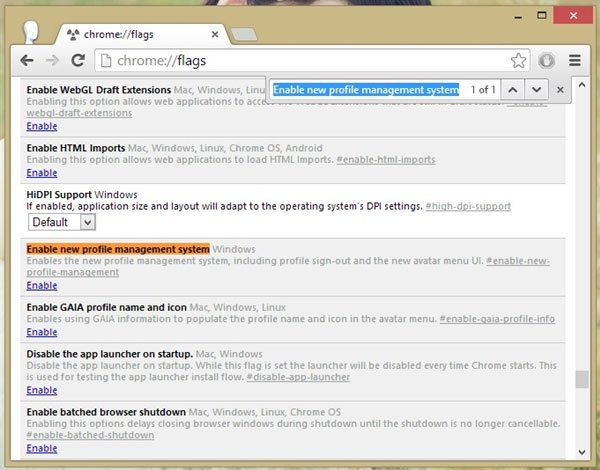 chrome://flags
chrome://flags
Enable new profile management system 1 of 1
Enable WebGL Draft Extensions Mac, Windows, Linu
Enabling this option allows web applications to access
webgl-draft-extensions
Enable
Enable HTML Imports Mac, Windows, Linux, Chrome OS, Android
Enabling this option allows web applications to load HTML Imports. #enable-html-imports
Enable
HiDPI Support Windows
If enabled, application size and layout will adapt to the operating system's DPI settings. #high-dpi-support
Default
Enable new profile management system Windows
Enables the new profile management system, including profile sign-out and the new avatar menu UI. #enable-new-
profile-management
Enable
Enable GAIA profile name and icon Mac, Windows, Linux
Enables using GAIA information to populate the profile name and icon in the avatar menu. #enable-gaia-profile-info
Enable
Disable the app launcher on startup. Mac, Windows
Disable the app launcher on startup. While this flag is set the launcher will be disabled every time Chrome starts. This
is used for testing the app launcher install flow. #disable-app-launcher
Enable
Enable batched browser shutdown Mac, Windows, Linux, Chrome OS
Enabling this options delays closing browser windows during shutdown until the shutdown is no longer cancellable.
#enable-batched-shutdown
Enable